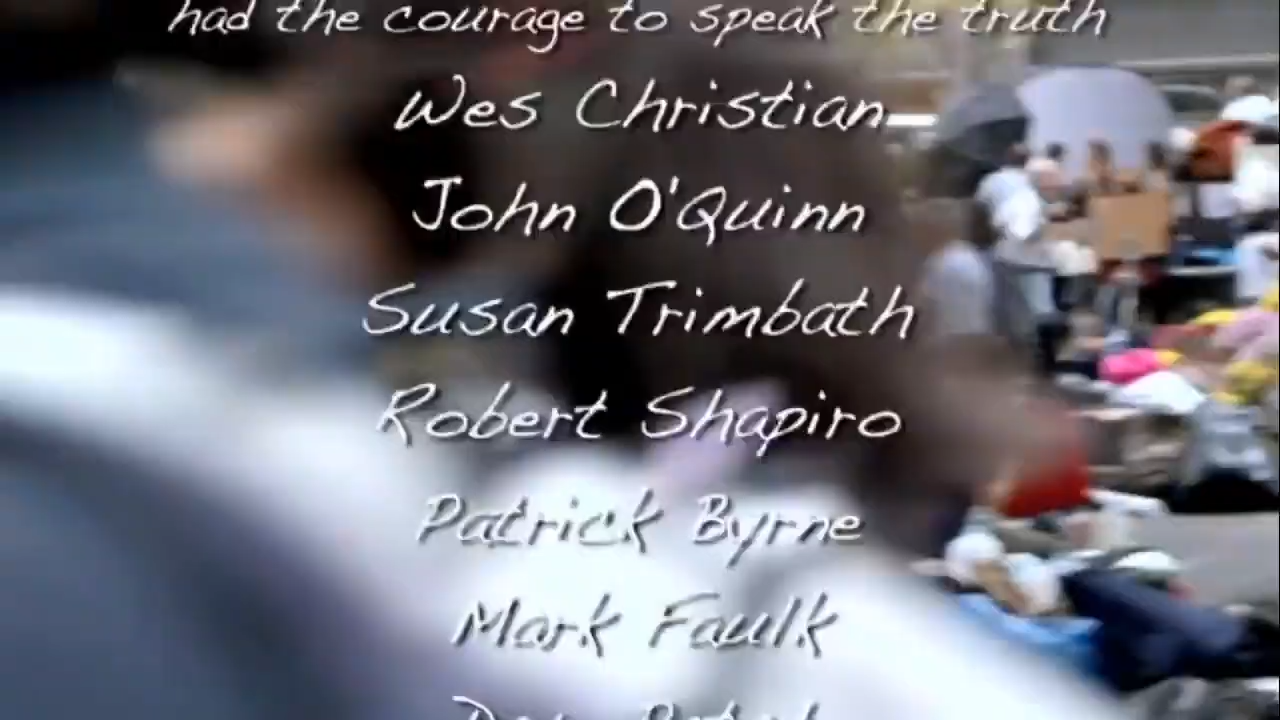 had the courage to speak the truth
Wes Christian
John O'Quinn
Susan Trimbath
Robert Shapiro
Patrick Byrne
Mark Faulk